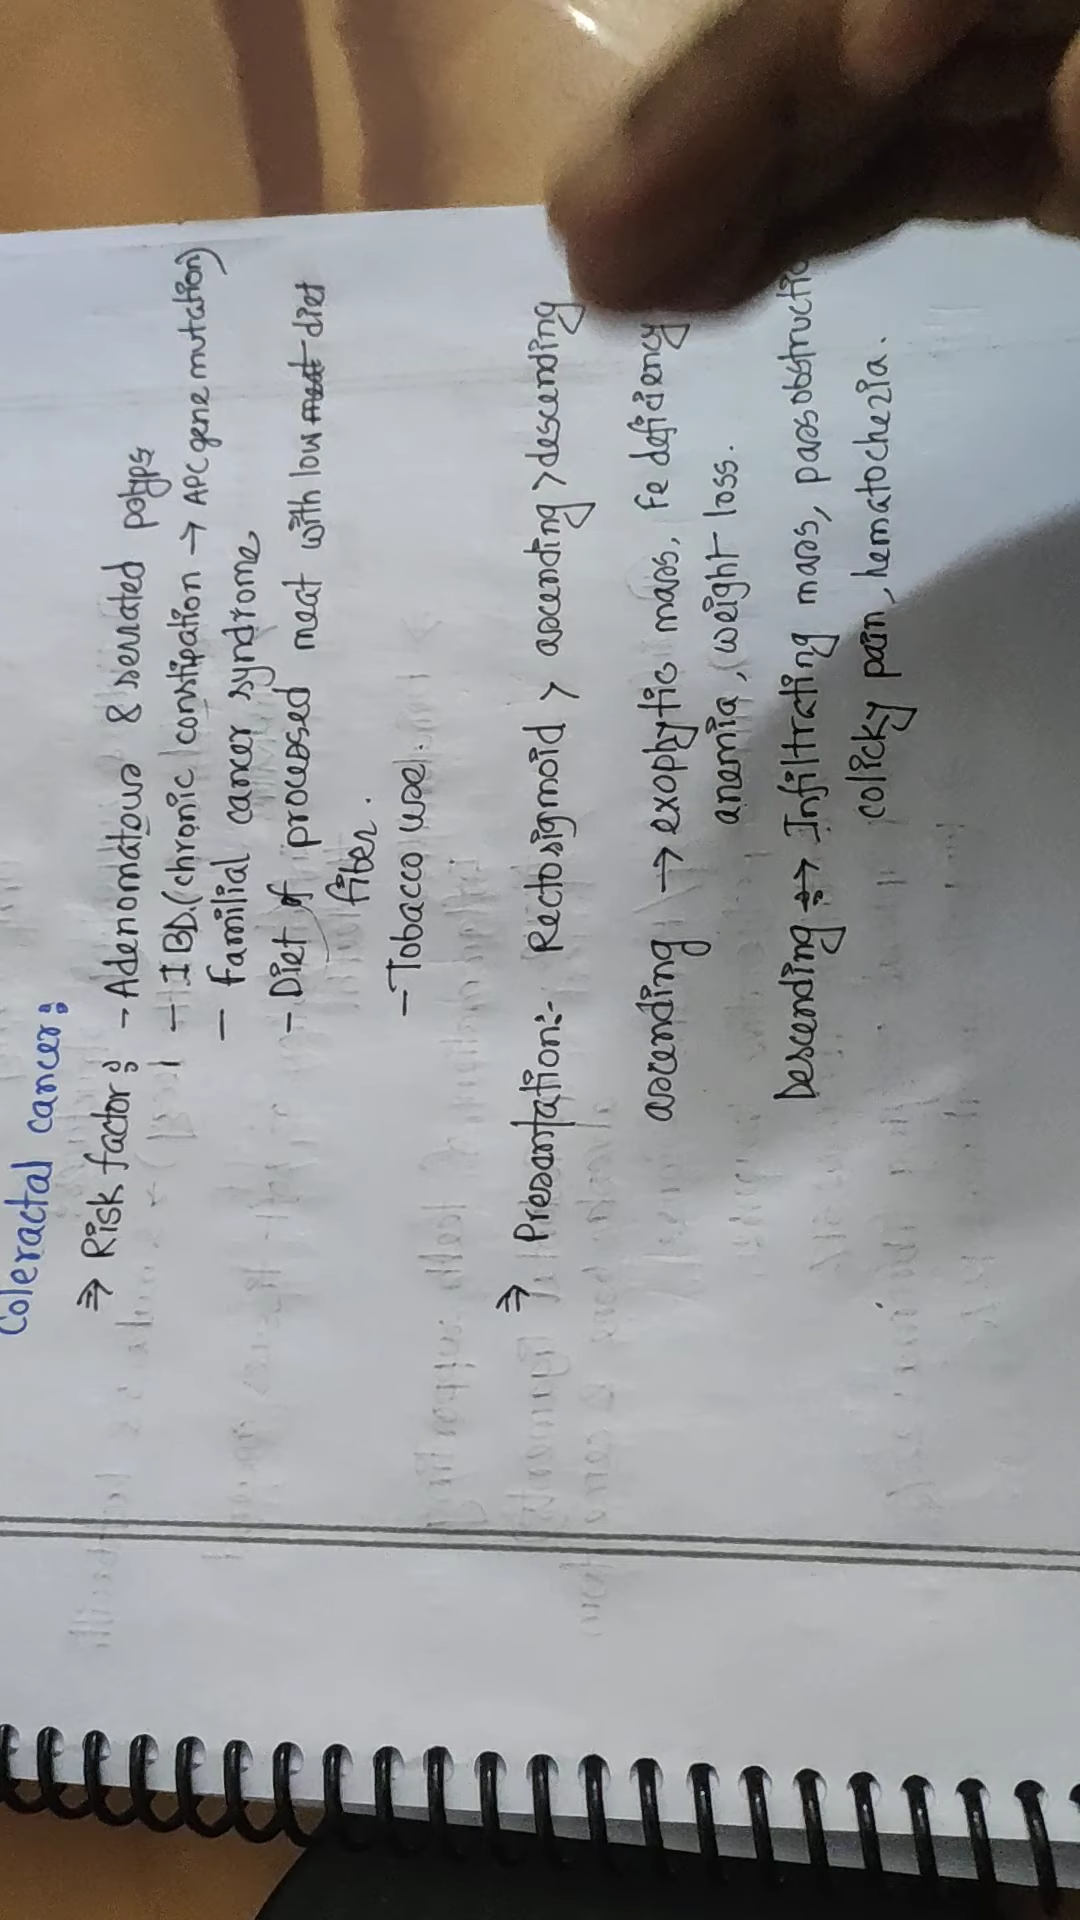 Coleractal cancer:
⇒ Risk factor: - Adenomatous & serrated polyps
- IBD. (chronic constipation → APC gene mutation)
- familial cancer syndrome
- Diet of processed meat with low meat diet
fiber.
- Tobacco use.
⇒ Presantation:- Rectosigmoid > ascending > descending
ascending → exophytic mass, Fe deficiency
anemia, weight loss.
Descending → Infiltrating mass, pass obstructio
colicky pain, hematochezia.